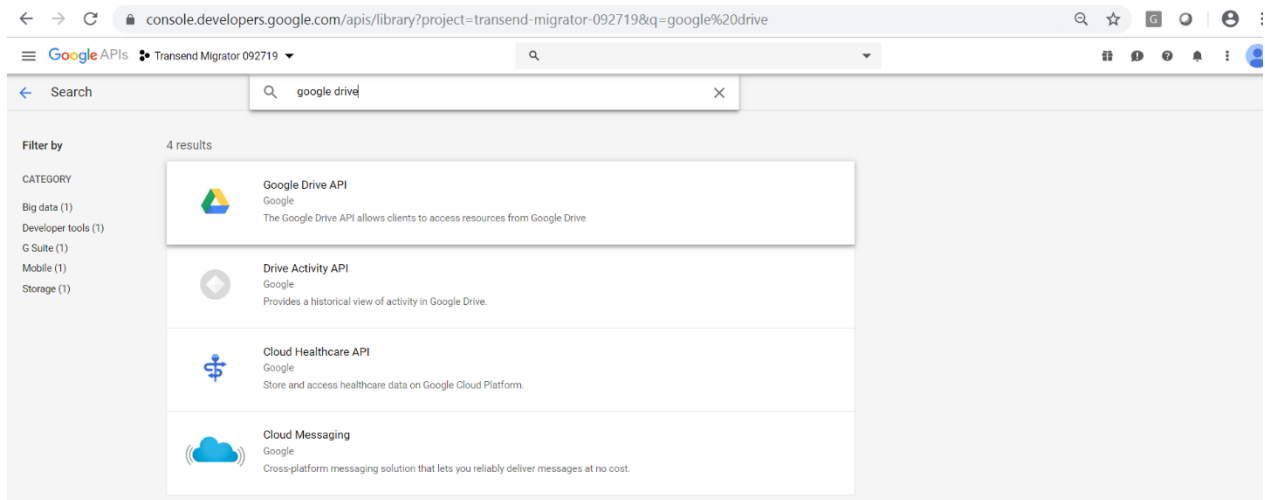 console.developers.google.com/apis/library?project=transend-migrator-092719&q=google%20drive
G
Google APIs Transend Migrator 092719
Search
google drive
Filter by
4 results
CATEGORY
Big data (1)
Developer tools (1)
G Suite (1)
Mobile (1)
Storage (1)
Google Drive API
Google
The Google Drive API allows clients to access resources from Google Drive
Drive Activity API
Google
Provides a historical view of activity in Google Drive.
Cloud Healthcare API
Google
Store and access healthcare data on Google Cloud Platform.
Cloud Messaging
Google
Cross-platform messaging solution that lets you reliably deliver messages at no cost.